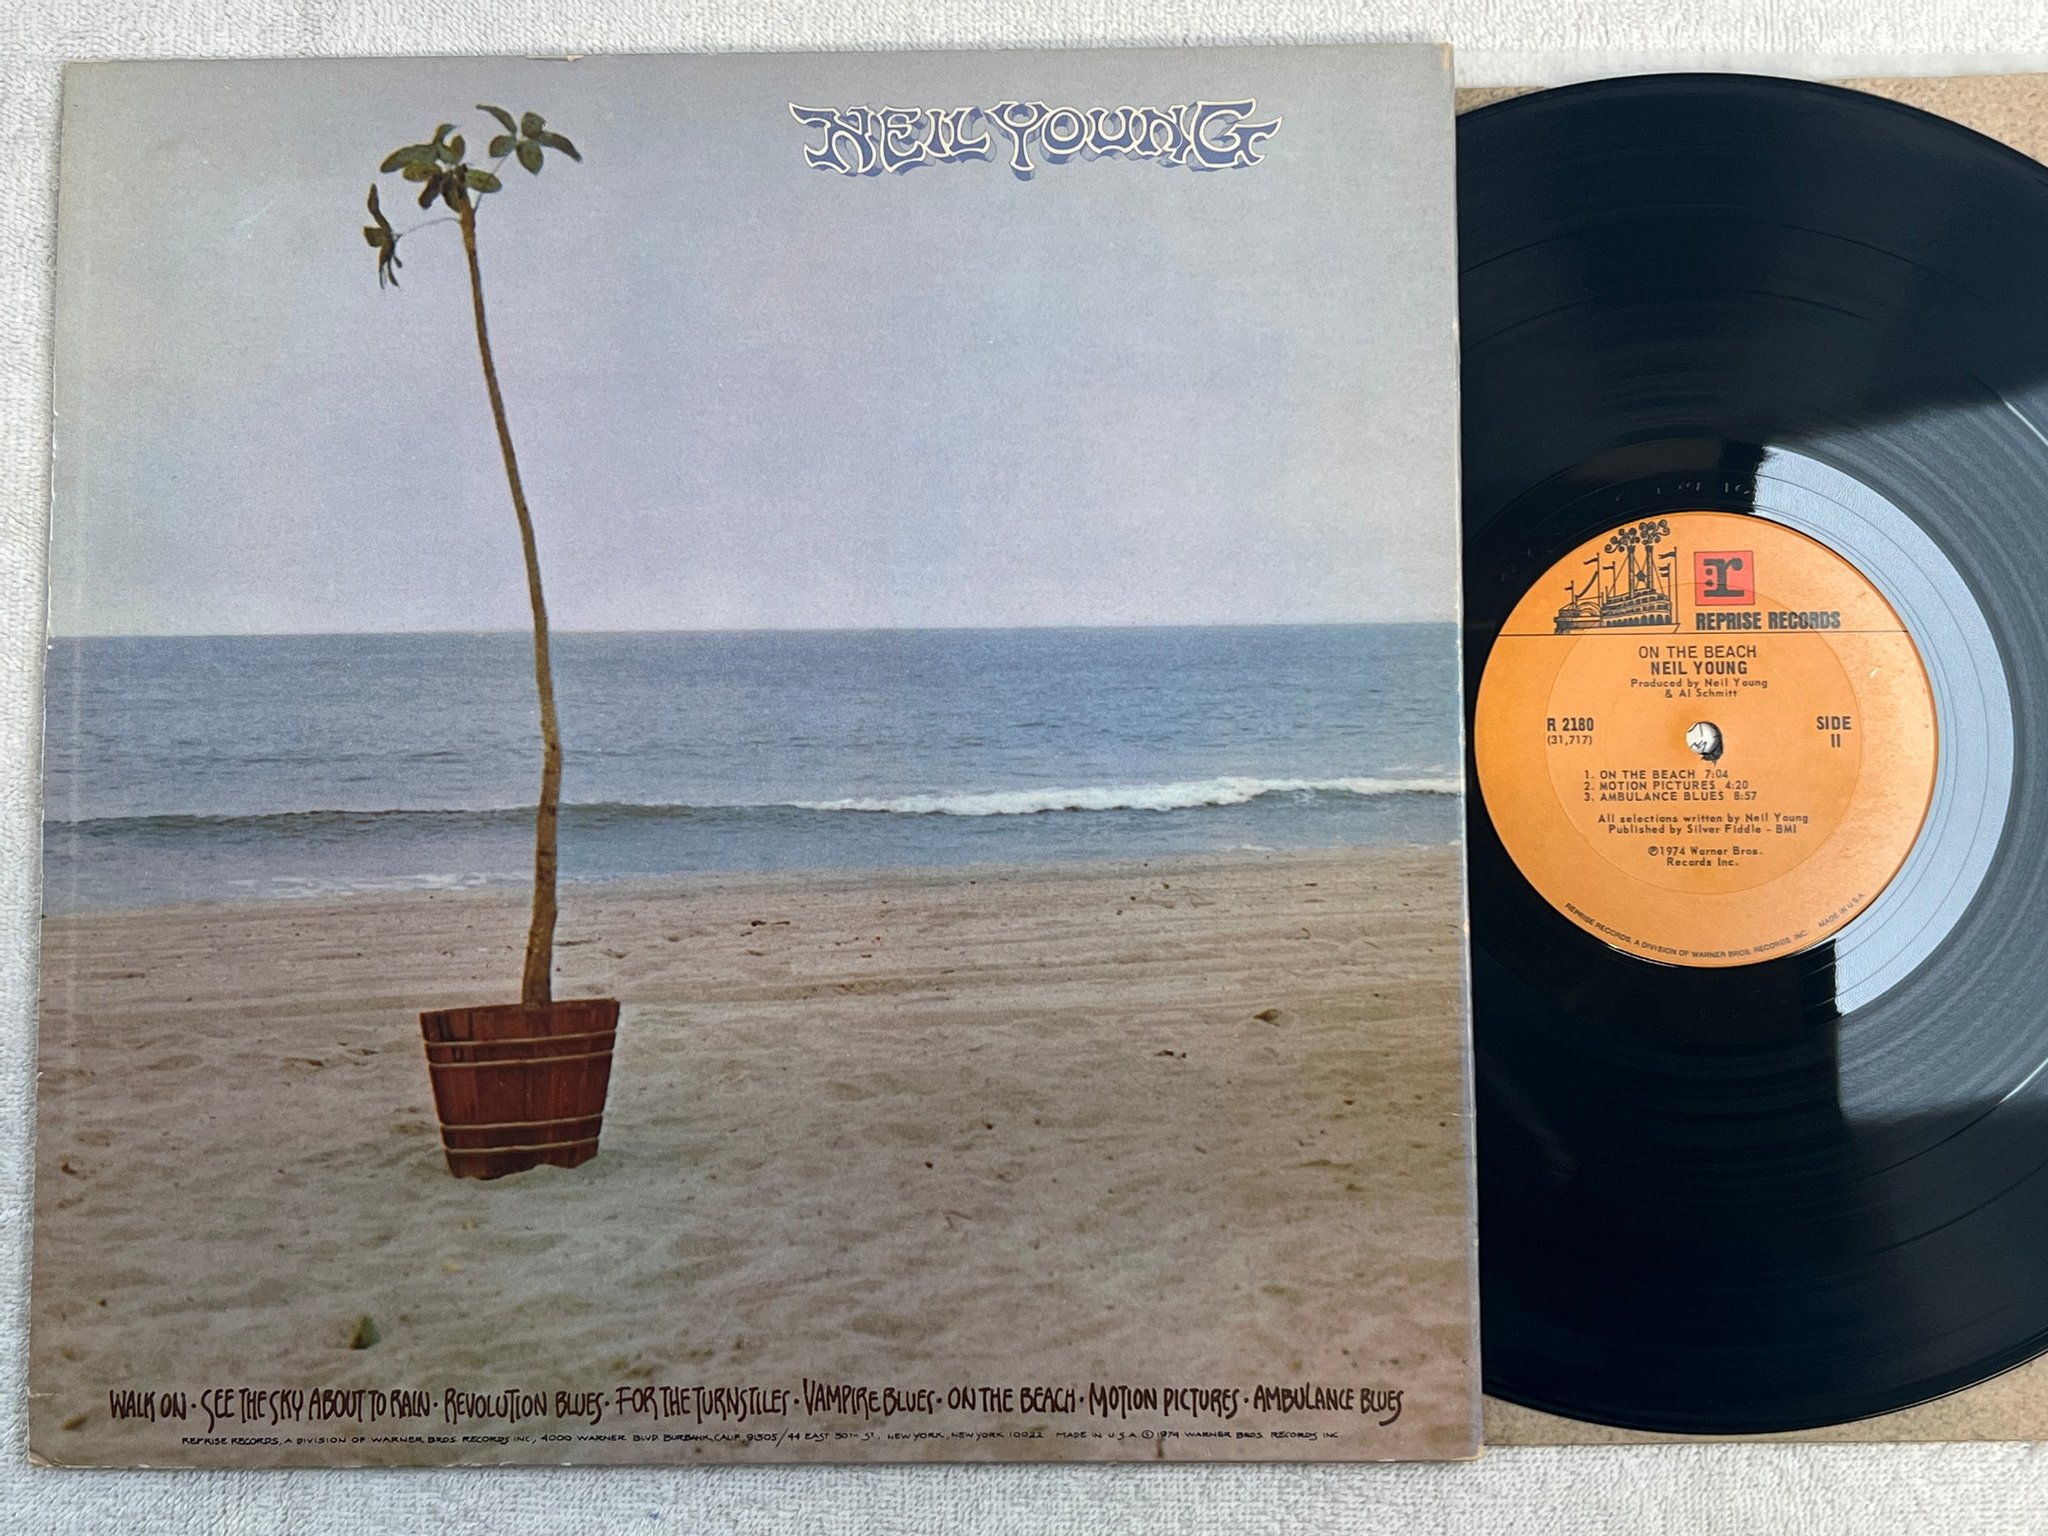 NEIL YOUNG
WALK ON · SEE THE SKY ABOUT TO RAIN · REVOLUTION BLUES · FOR THE TURNSTILES · VAMPIRE BLUES · ON THE BEACH · MOTION PICTURES · AMBULANCE BLUES
REPRISE RECORDS, A DIVISION OF WARNER BROS. RECORDS INC., 4000 WARNER BLVD. BURBANK, CALIF. 91505/44 EAST 50TH ST., NEW YORK, NEW YORK 10022 MADE IN U.S.A. © 1974 WARNER BROS. RECORDS INC.
r
REPRISE RECORDS
ON THE BEACH
NEIL YOUNG
Produced by Neil Young
& Al Schmitt
R 2180
(31,717)
SIDE
II
1. ON THE BEACH 7:04
2. MOTION PICTURES 4:20
3. AMBULANCE BLUES 8:57
All selections written by Neil Young
Published by Silver Fiddle - BMI
℗1974 Warner Bros.
Records Inc.
REPRISE RECORDS, A DIVISION OF WARNER BROS. RECORDS, INC. MADE IN U.S.A.